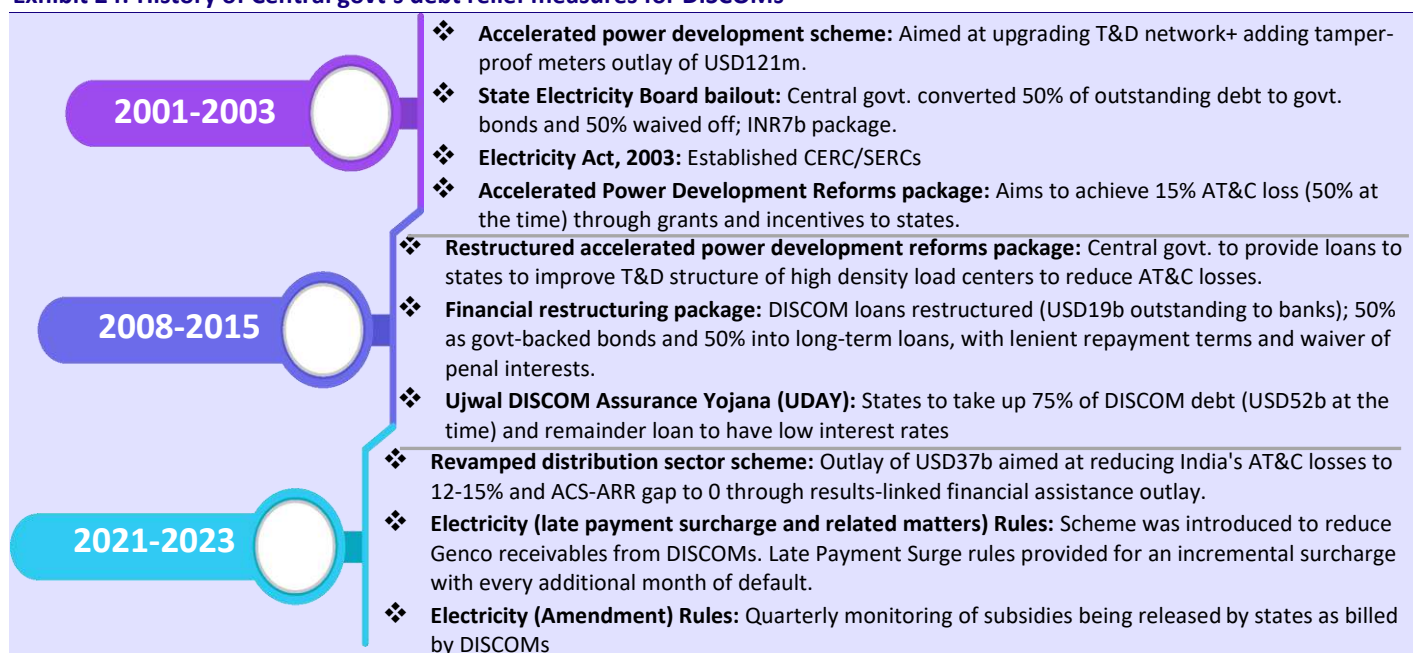 Exhibit 24: History of Central govt's debt relief measures for DISCOMs
2001-2003
❖ Accelerated power development scheme: Aimed at upgrading T&D network+ adding tamper-
proof meters outlay of USD121m.
❖ State Electricity Board bailout: Central govt. converted 50% of outstanding debt to govt.
bonds and 50% waived off; INR7b package.
❖ Electricity Act, 2003: Established CERC/SERCs
❖ Accelerated Power Development Reforms package: Aims to achieve 15% AT&C loss (50% at
the time) through grants and incentives to states.
2008-2015
❖ Restructured accelerated power development reforms package: Central govt. to provide loans to
states to improve T&D structure of high density load centers to reduce AT&C losses.
❖ Financial restructuring package: DISCOM loans restructured (USD19b outstanding to banks); 50%
as govt-backed bonds and 50% into long-term loans, with lenient repayment terms and waiver of
penal interests.
❖ Ujwal DISCOM Assurance Yojana (UDAY): States to take up 75% of DISCOM debt (USD52b at the
time) and remainder loan to have low interest rates
2021-2023
❖ Revamped distribution sector scheme: Outlay of USD37b aimed at reducing India's AT&C losses to
12-15% and ACS-ARR gap to 0 through results-linked financial assistance outlay.
❖ Electricity (late payment surcharge and related matters) Rules: Scheme was introduced to reduce
Genco receivables from DISCOMs. Late Payment Surge rules provided for an incremental surcharge
with every additional month of default.
❖ Electricity (Amendment) Rules: Quarterly monitoring of subsidies being released by states as billed
by DISCOMs